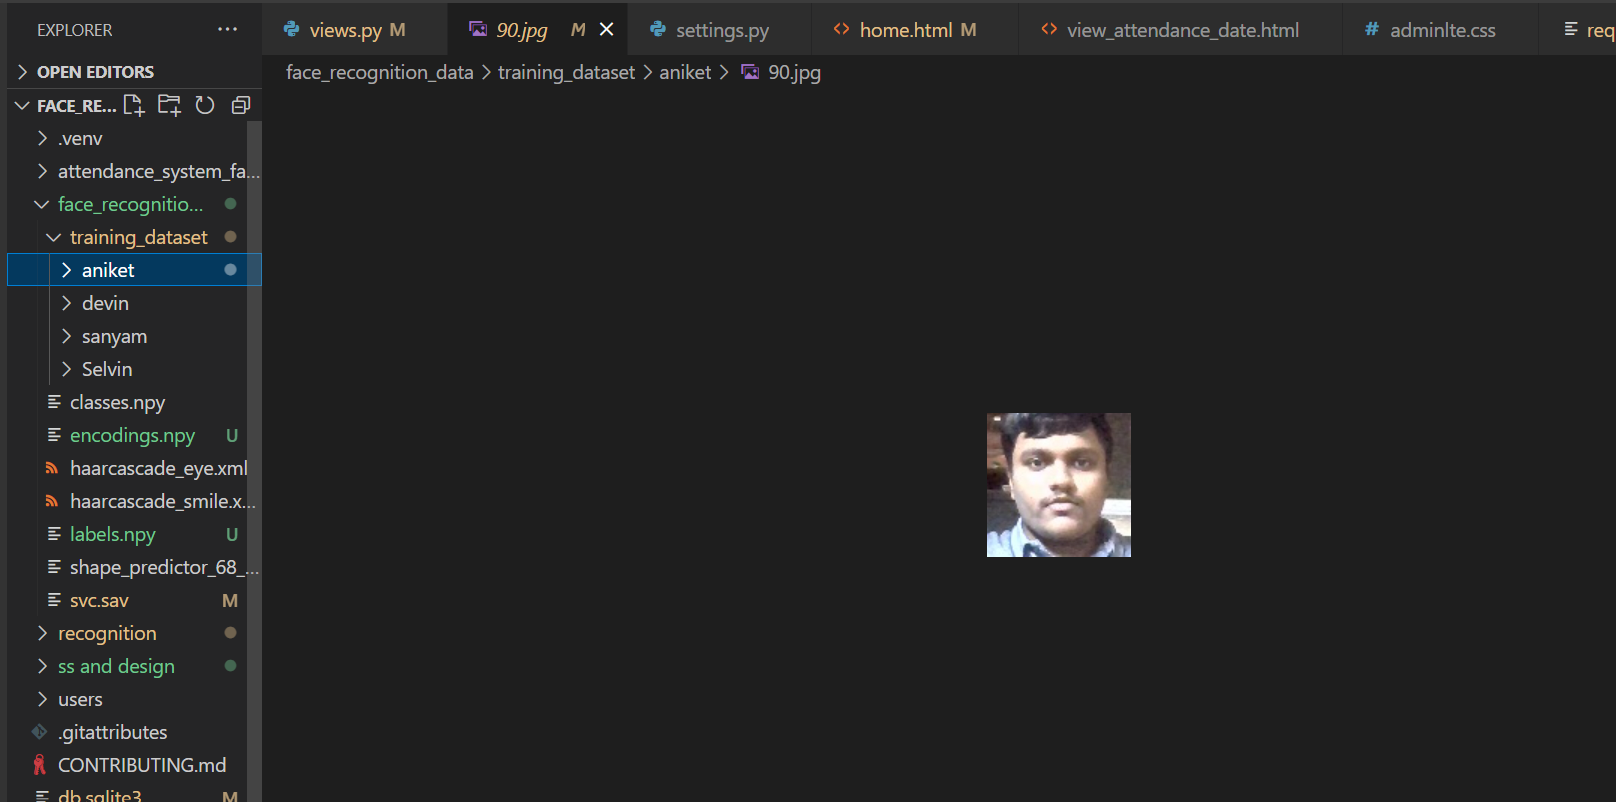 EXPLORER ...
views.py M
90.jpg M
settings.py
home.html M
view_attendance_date.html
# adminlte.css
req
OPEN EDITORS
face_recognition_data > training_dataset > aniket > 90.jpg
FACE_RE...
.venv
attendance_system_fa...
face_recognitio...
training_dataset
aniket
devin
sanyam
Selvin
classes.npy
encodings.npy U
haarcascade_eye.xml
haarcascade_smile.x...
labels.npy U
shape_predictor_68_...
svc.sav M
recognition
ss and design
users
.gitattributes
CONTRIBUTING.md
db.sqlite3 M